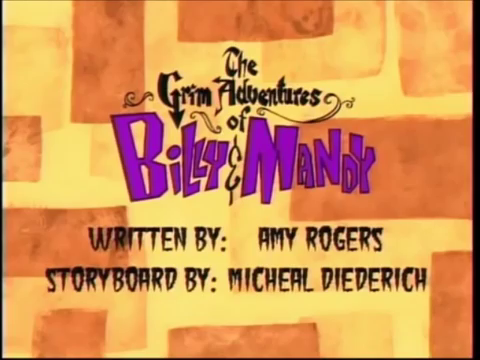 The
Grim Adventures
of
Billy & Mandy
WRITTEN BY: AMY ROGERS
STORYBOARD BY: MICHEAL DIEDERICH